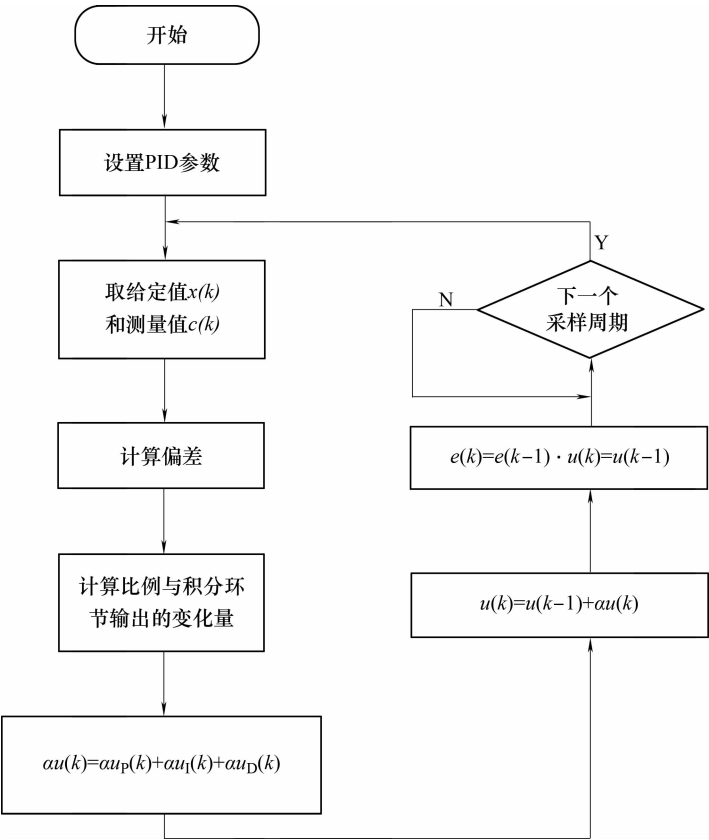 开始
设置PID参数
取给定值x(k)
和测量值c(k)
计算偏差
计算比例与积分环
节输出的变化量
αu(k)=αuP(k)+αuI(k)+αuD(k)
u(k)=u(k−1)+αu(k)
e(k)=e(k−1)·u(k)=u(k−1)
下一个
采样周期
N
Y